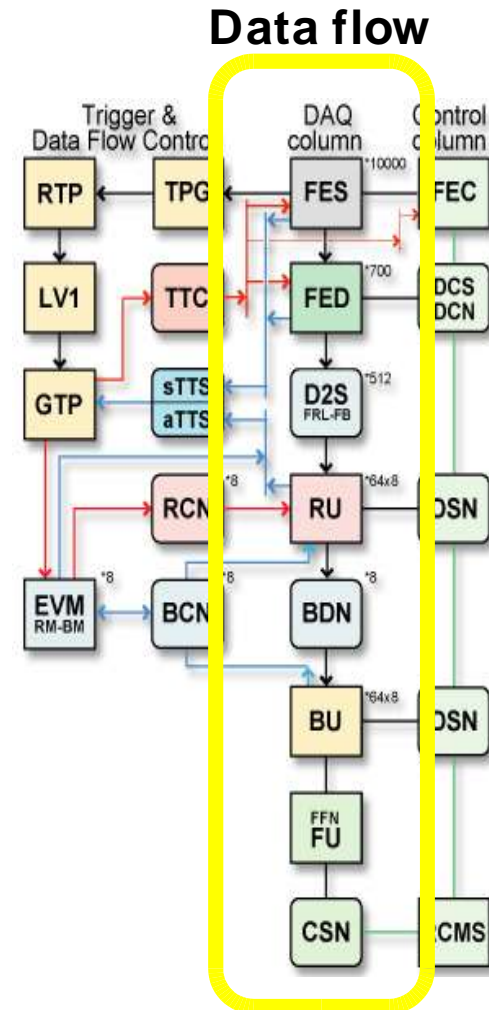 Data flow
Trigger &
Data Flow Contro
DAQ
column
ontrol
lumn
RTP
TPG
FES
*10000
FEC
LV1
TTC
FED
*700
DCS
DCN
GTP
sTTS
aTTS
D2S
FRL-FB
*512
RCN
*8
RU
*64x8
DSN
EVM
RM-BM
*8
BCN
*8
BDN
*8
BU
*64x8
DSN
FFN
FU
CSN
RCMS